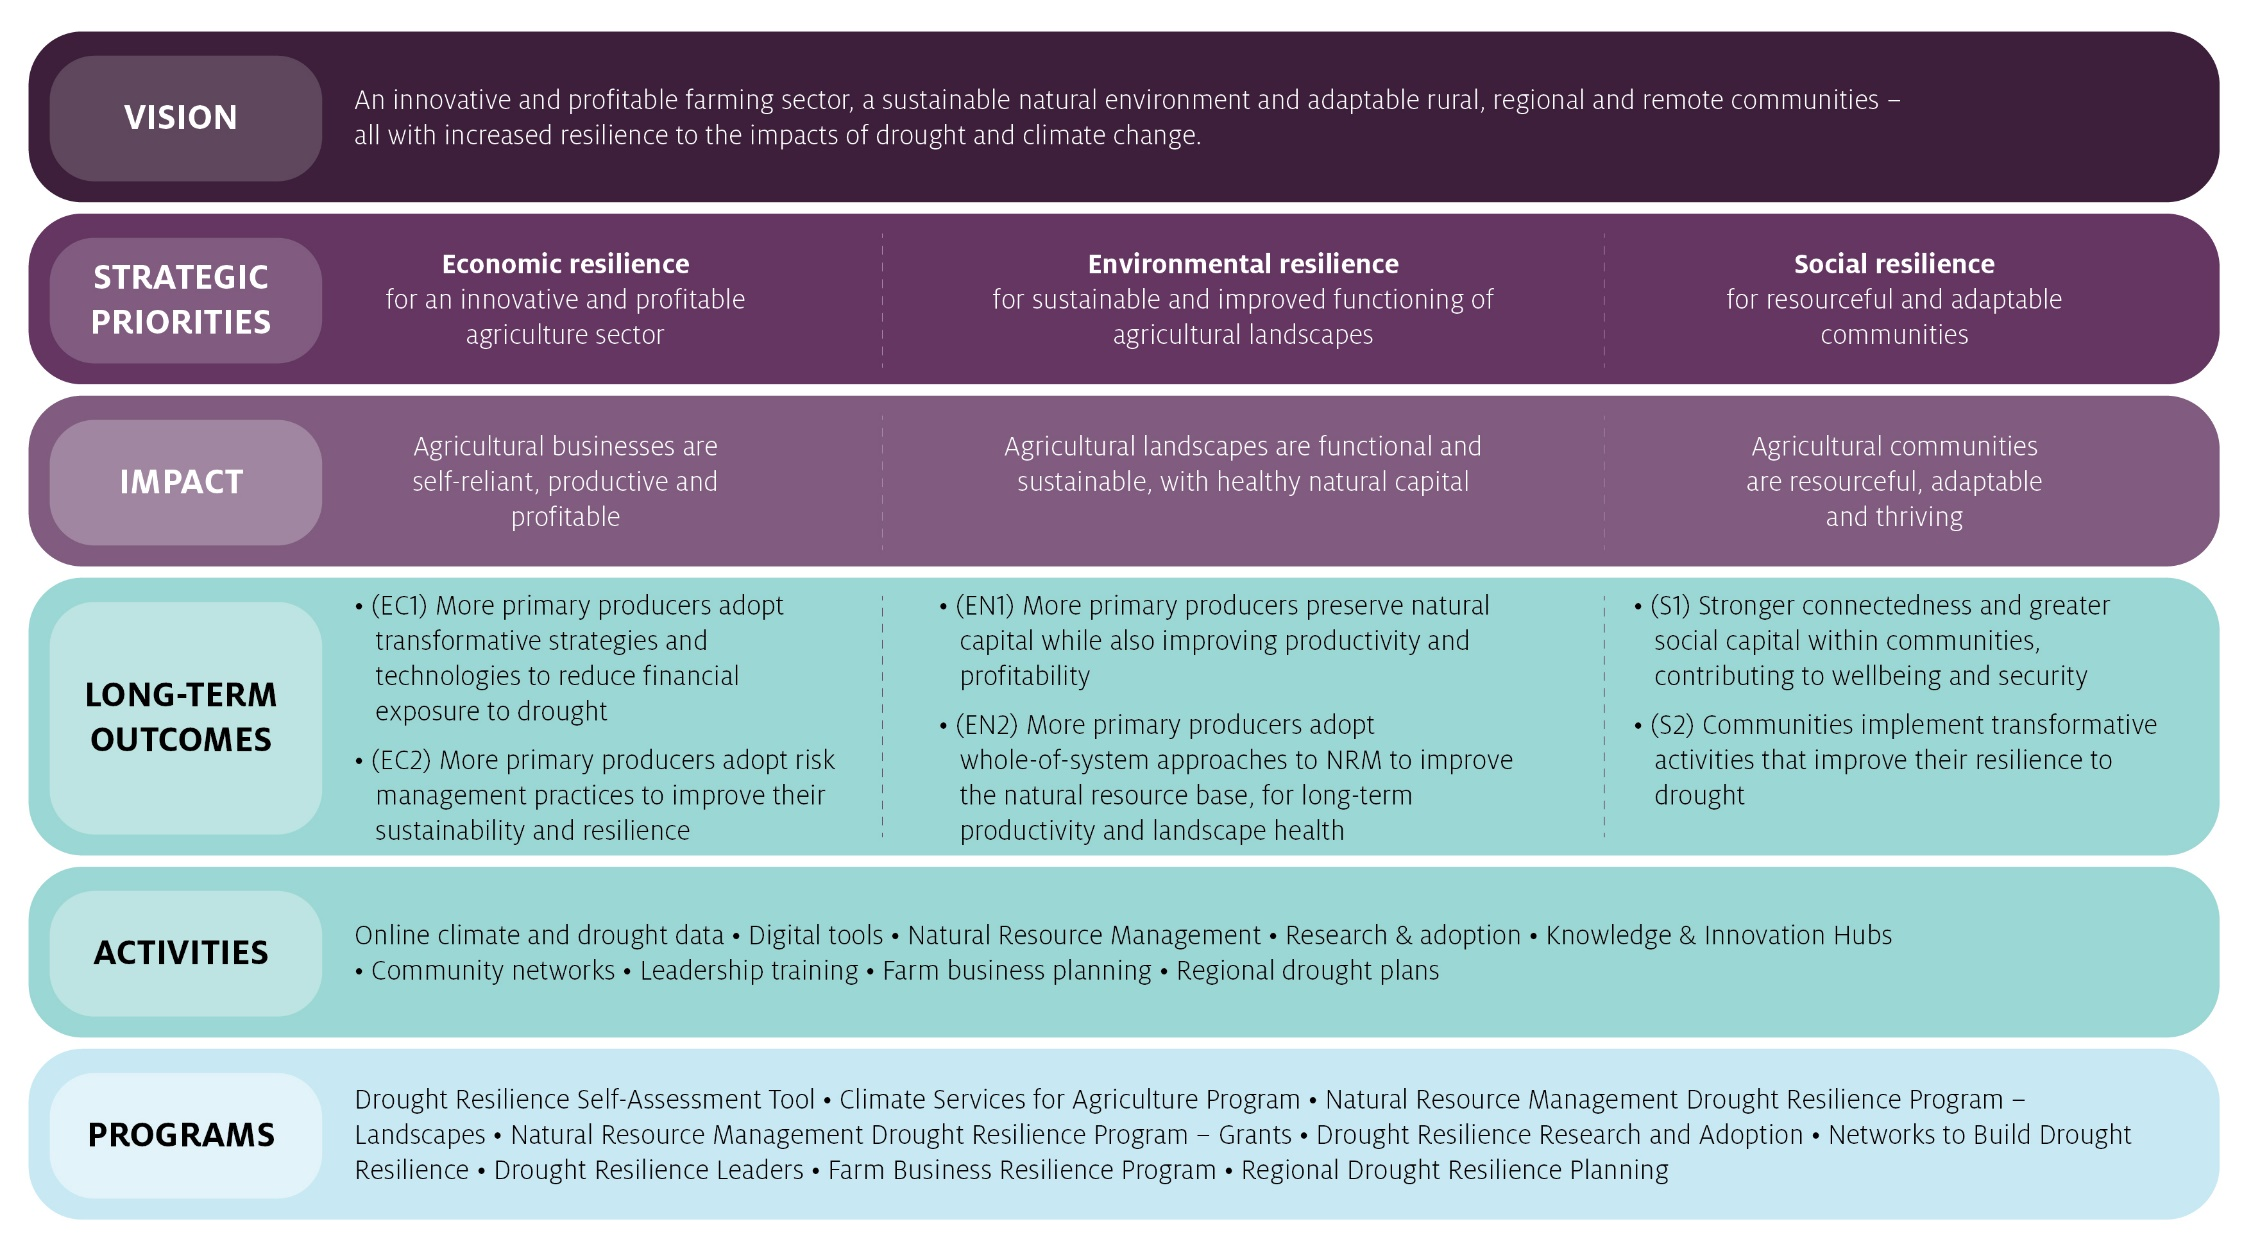 VISION
An innovative and profitable farming sector, a sustainable natural environment and adaptable rural, regional and remote communities –
all with increased resilience to the impacts of drought and climate change.
STRATEGIC
PRIORITIES
Economic resilience
for an innovative and profitable
agriculture sector
Environmental resilience
for sustainable and improved functioning of
agricultural landscapes
Social resilience
for resourceful and adaptable
communities
IMPACT
Agricultural businesses are
self-reliant, productive and
profitable
Agricultural landscapes are functional and
sustainable, with healthy natural capital
Agricultural communities
are resourceful, adaptable
and thriving
LONG-TERM
OUTCOMES
• (EC1) More primary producers adopt
transformative strategies and
technologies to reduce financial
exposure to drought
• (EC2) More primary producers adopt risk
management practices to improve their
sustainability and resilience
• (EN1) More primary producers preserve natural
capital while also improving productivity and
profitability
• (EN2) More primary producers adopt
whole-of-system approaches to NRM to improve
the natural resource base, for long-term
productivity and landscape health
• (S1) Stronger connectedness and greater
social capital within communities,
contributing to wellbeing and security
• (S2) Communities implement transformative
activities that improve their resilience to
drought
ACTIVITIES
Online climate and drought data • Digital tools • Natural Resource Management • Research & adoption • Knowledge & Innovation Hubs
• Community networks • Leadership training • Farm business planning • Regional drought plans
PROGRAMS
Drought Resilience Self-Assessment Tool • Climate Services for Agriculture Program • Natural Resource Management Drought Resilience Program –
Landscapes • Natural Resource Management Drought Resilience Program – Grants • Drought Resilience Research and Adoption • Networks to Build Drought
Resilience • Drought Resilience Leaders • Farm Business Resilience Program • Regional Drought Resilience Planning